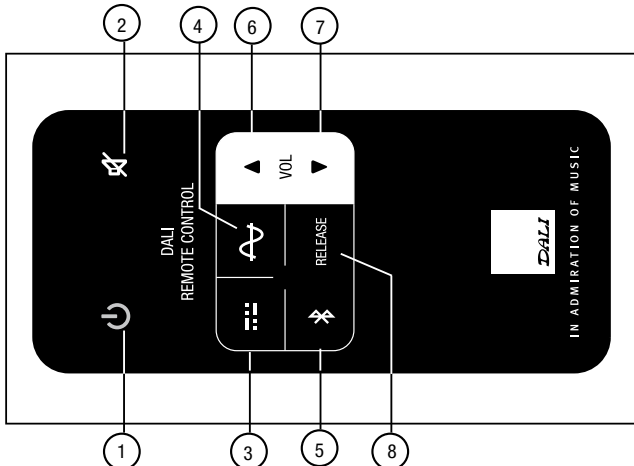 2
4
6
7
DALI
REMOTE CONTROL
VOL
RELEASE
DALI
IN ADMIRATION OF MUSIC
1
3
5
8